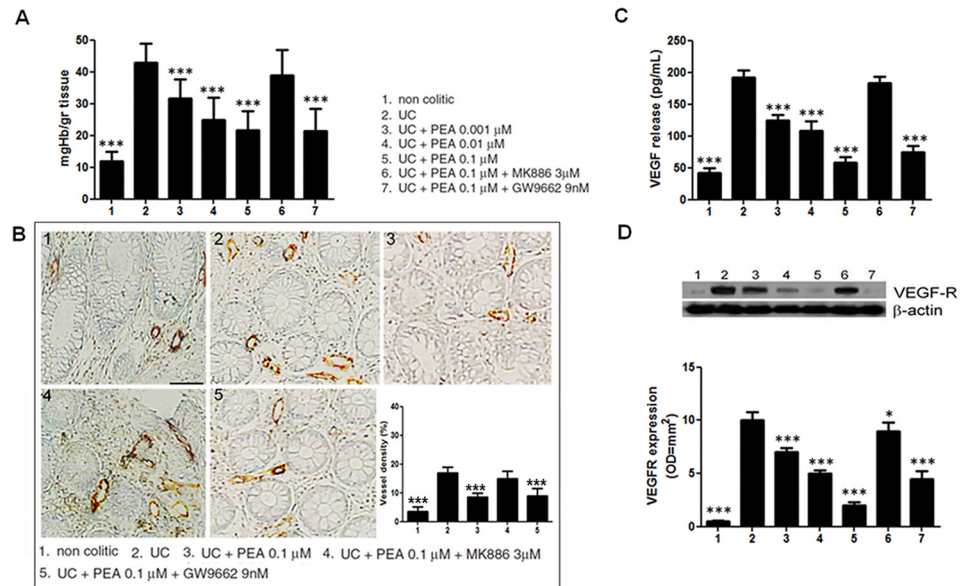 A
mgHb/gr tissue
50
40
30
20
10
0
***
***
***
***
***
1 2 3 4 5 6 7
1. non colitic
2. UC
3. UC + PEA 0.001 μM
4. UC + PEA 0.01 μM
5. UC + PEA 0.1 μM
6. UC + PEA 0.1 μM + MK886 3μM
7. UC + PEA 0.1 μM + GW9662 9nM
B
1
2
3
4
5
Vessel density (%)
40
30
20
10
0
***
***
***
1 2 3 4 5
1. non colitic 2. UC 3. UC + PEA 0.1 μM 4. UC + PEA 0.1 μM + MK886 3μM
5. UC + PEA 0.1 μM + GW9662 9nM
C
VEGF release (pg/mL)
250
200
150
100
50
0
***
***
***
***
***
1 2 3 4 5 6 7
D
1 2 3 4 5 6 7
VEGF-R
β-actin
VEGFR expression
(OD=mm²)
15
10
5
0
***
***
***
***
*
***
1 2 3 4 5 6 7